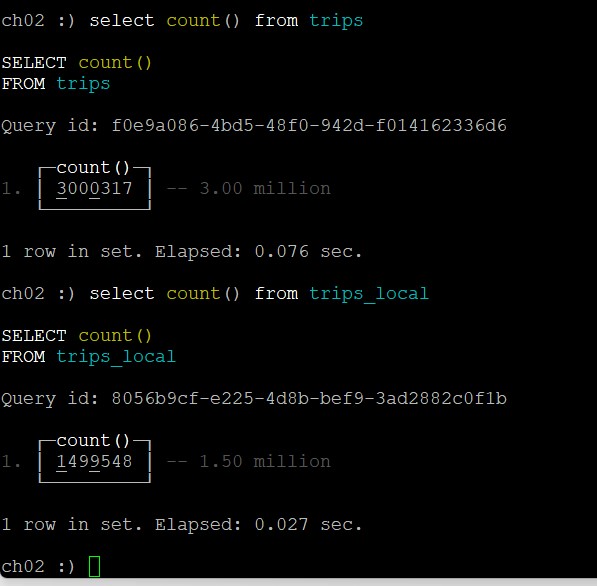 ch02 :) select count() from trips
SELECT count()
FROM trips
Query id: f0e9a086-4bd5-48f0-942d-f014162336d6
┌─count()─┐
1. │ 3000317 │ -- 3.00 million
└─────────┘
1 row in set. Elapsed: 0.076 sec.
ch02 :) select count() from trips_local
SELECT count()
FROM trips_local
Query id: 8056b9cf-e225-4d8b-bef9-3ad2882c0f1b
┌─count()─┐
1. │ 1499548 │ -- 1.50 million
└─────────┘
1 row in set. Elapsed: 0.027 sec.
ch02 :)